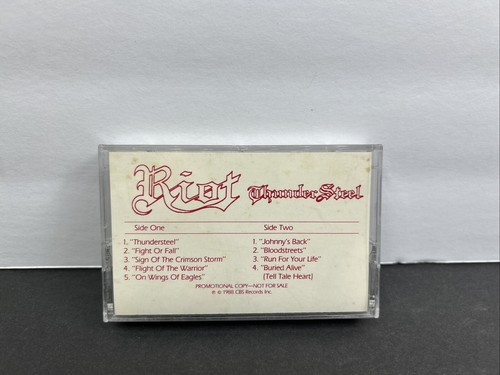 Riot ThunderSteel
Side One Side Two
1. "Thundersteel" 1. "Johnny's Back"
2. "Fight Or Fall" 2. "Bloodstreets"
3. "Sign Of The Crimson Storm" 3. "Run For Your Life"
4. "Flight Of The Warrior" 4. "Buried Alive"
5. "On Wings Of Eagles" (Tell Tale Heart)
PROMOTIONAL COPY—NOT FOR SALE
℗ © 1988 CBS Records Inc.